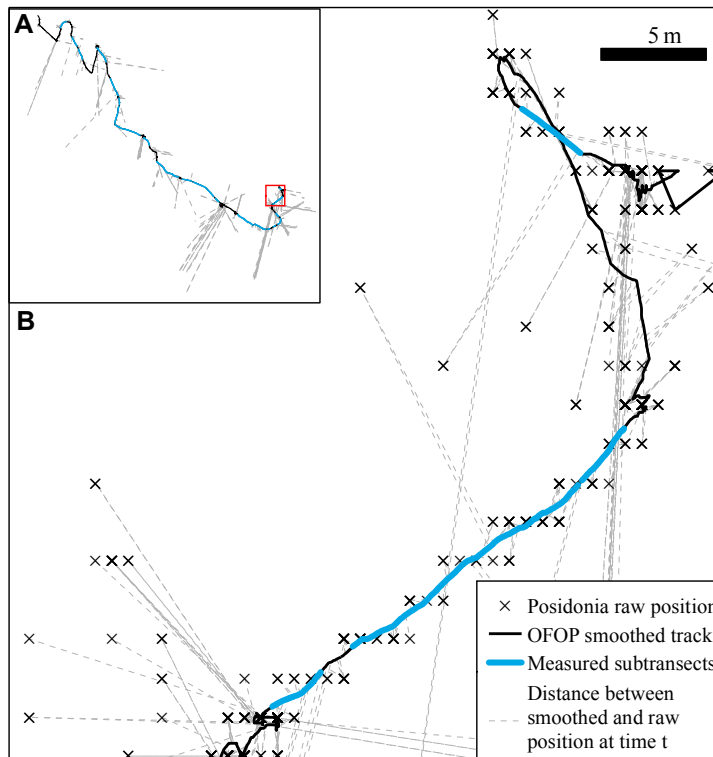 A
5 m
B
Posidonia raw position
OFOP smoothed track
Measured subtransects
Distance between
smoothed and raw
position at time t